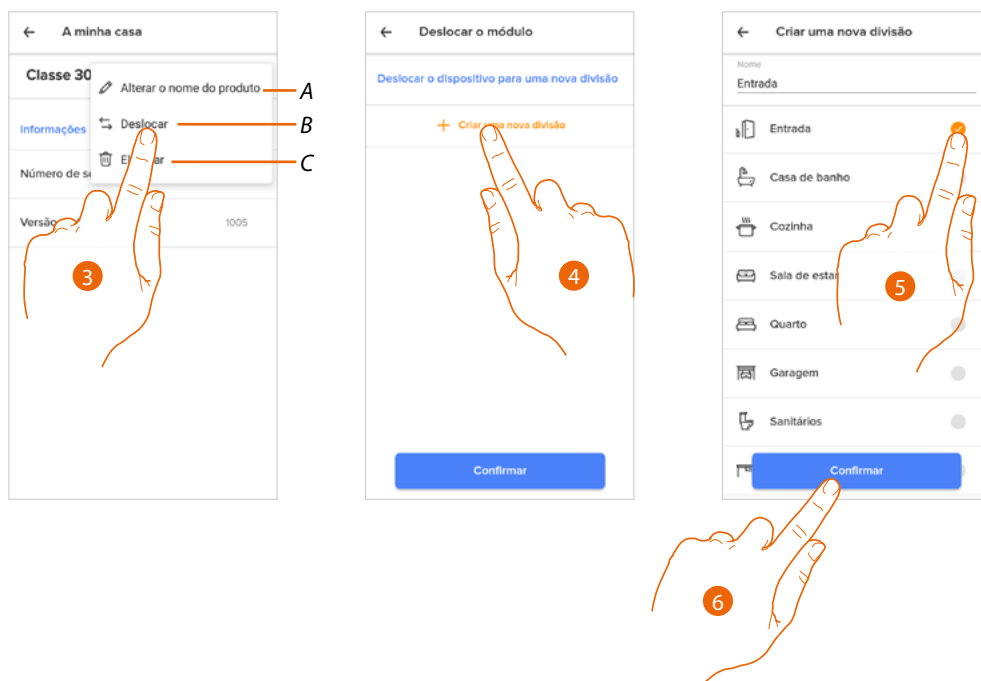 A minha casa
Classe 30
Alterar o nome do produto
A
Informações
Deslocar
B
C
Número de s
Versão
1005
3
Deslocar o módulo
Deslocar o dispositivo para uma nova divisão
+ Criar uma nova divisão
4
Confirmar
Criar uma nova divisão
Nome
Entrada
Entrada
Casa de banho
Cozinha
Sala de estar
5
Quarto
Garagem
Sanitários
Confirmar
6